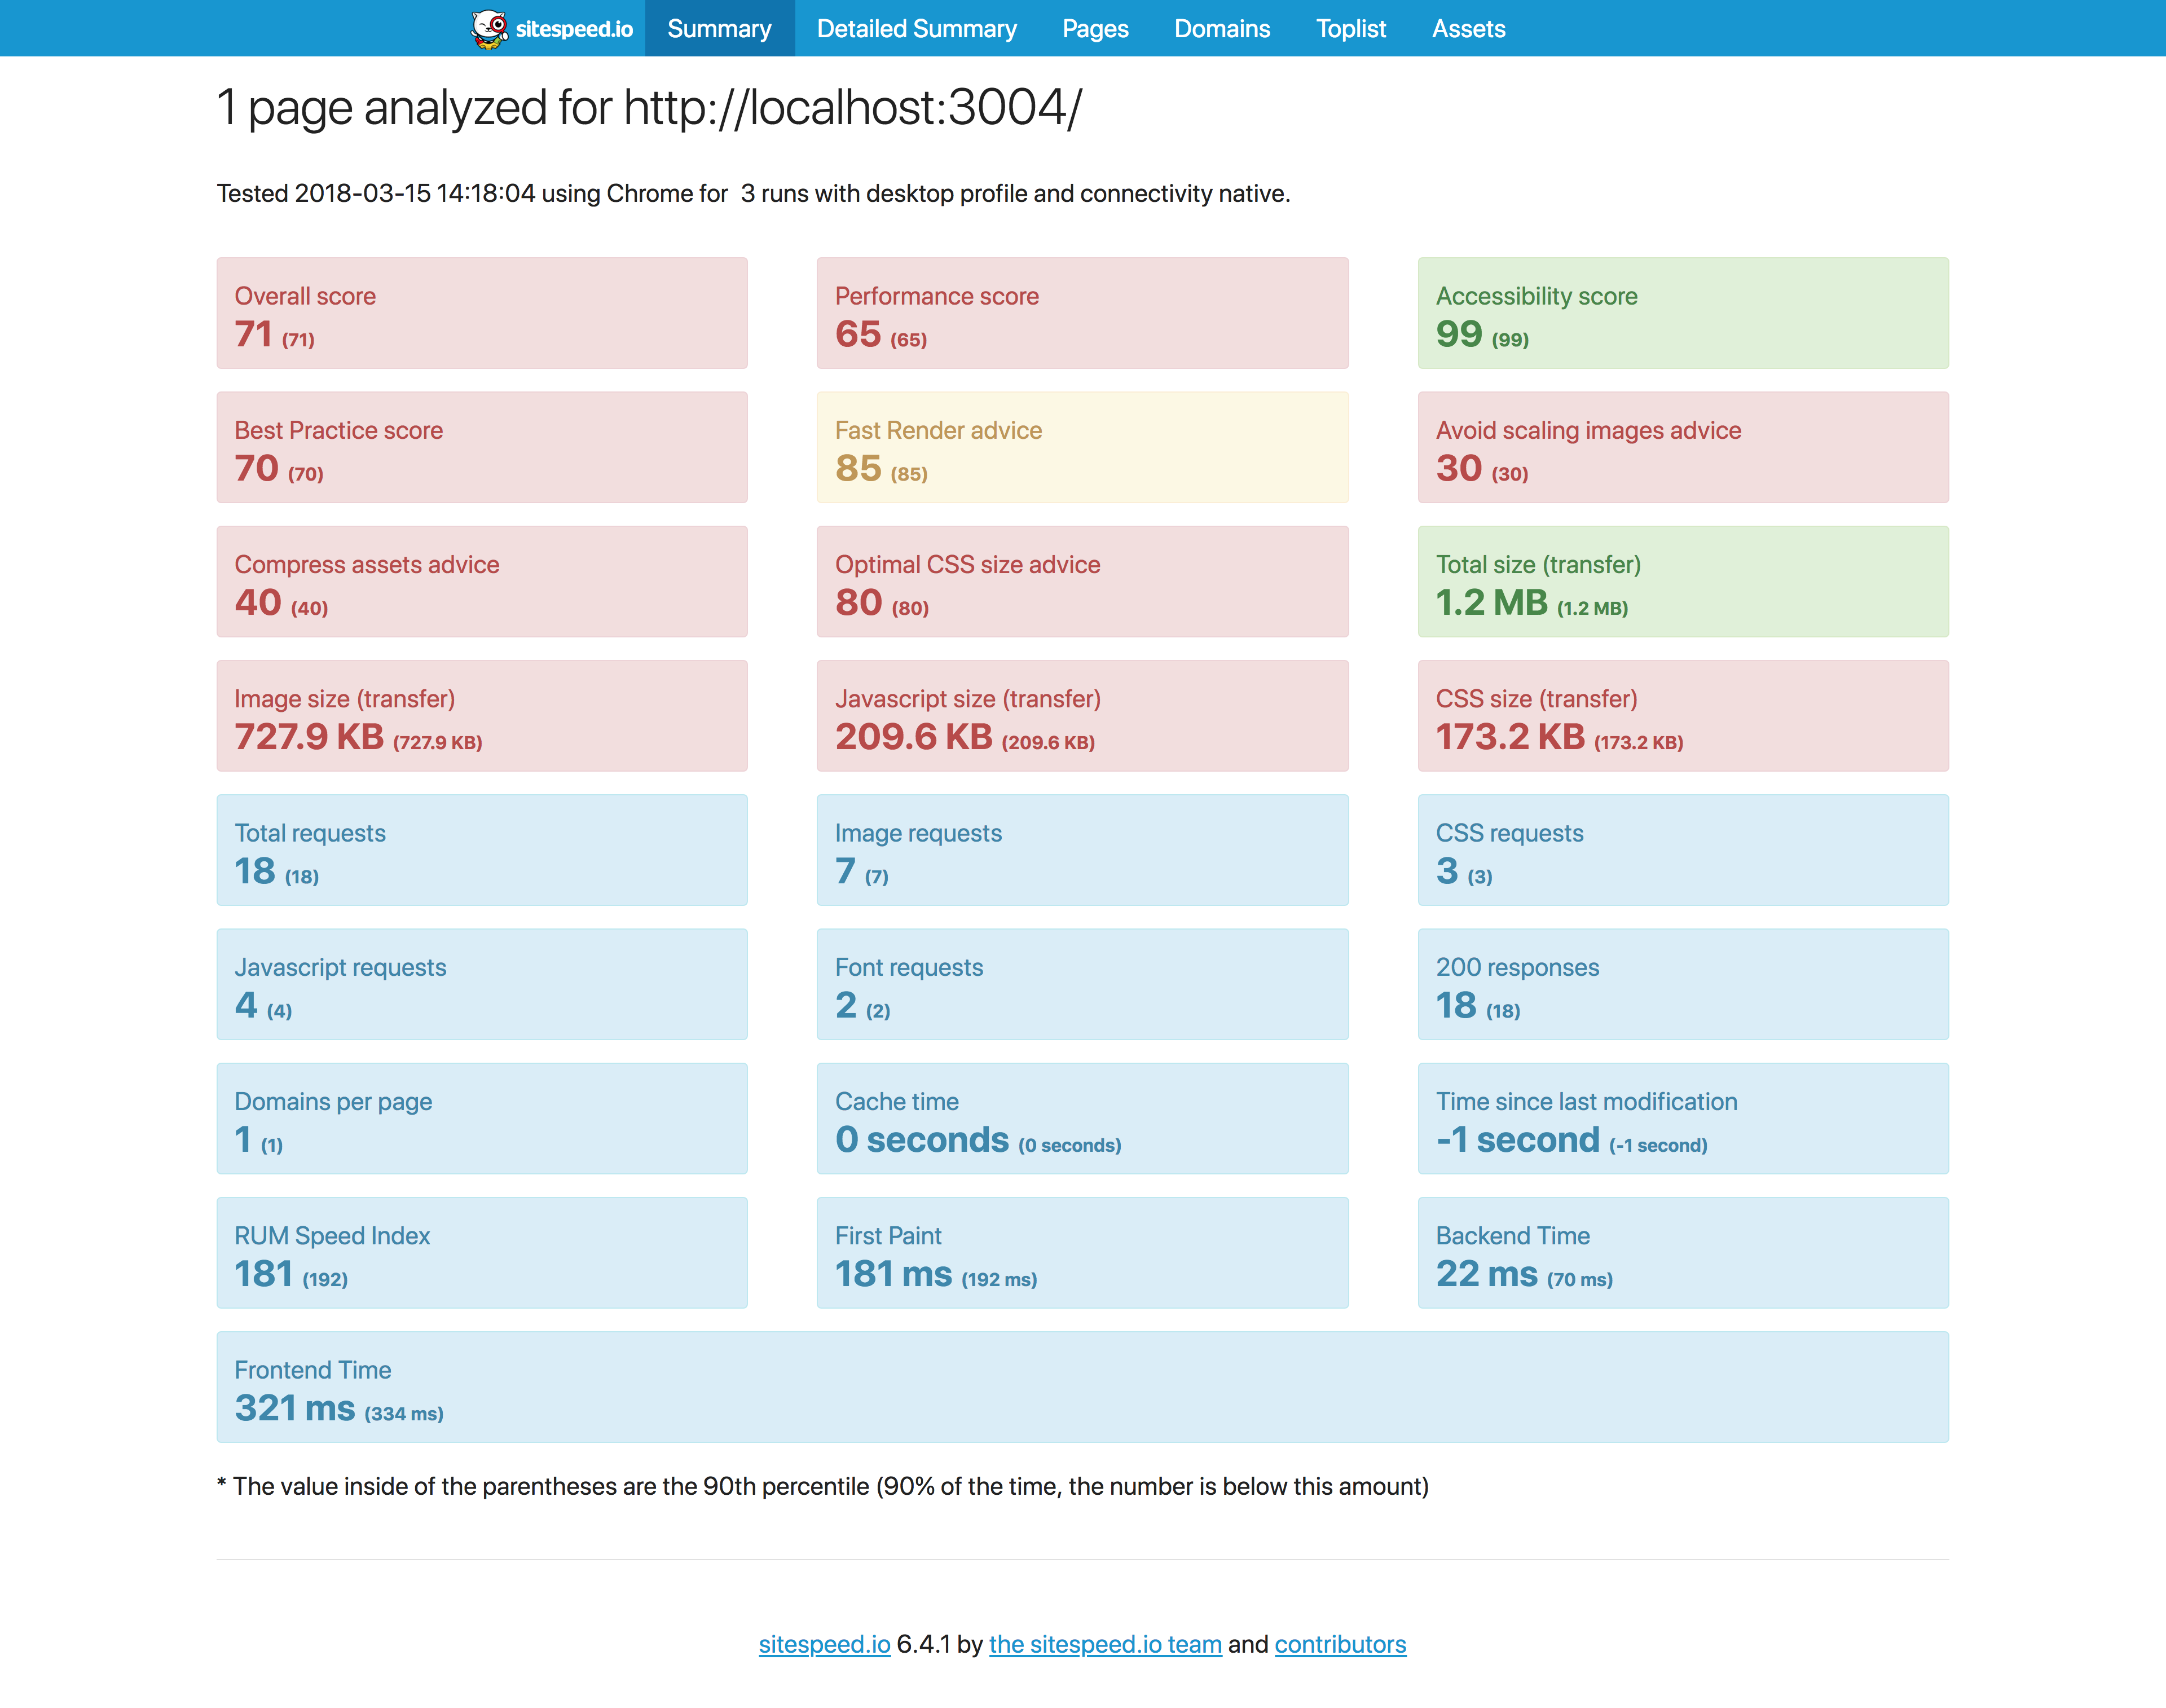 sitespeed.io Summary Detailed Summary Pages Domains Toplist Assets
1 page analyzed for http://localhost:3004/
Tested 2018-03-15 14:18:04 using Chrome for 3 runs with desktop profile and connectivity native.
Overall score
71 (71)
Performance score
65 (65)
Accessibility score
99 (99)
Best Practice score
70 (70)
Fast Render advice
85 (85)
Avoid scaling images advice
30 (30)
Compress assets advice
40 (40)
Optimal CSS size advice
80 (80)
Total size (transfer)
1.2 MB (1.2 MB)
Image size (transfer)
727.9 KB (727.9 KB)
Javascript size (transfer)
209.6 KB (209.6 KB)
CSS size (transfer)
173.2 KB (173.2 KB)
Total requests
18 (18)
Image requests
7 (7)
CSS requests
3 (3)
Javascript requests
4 (4)
Font requests
2 (2)
200 responses
18 (18)
Domains per page
1 (1)
Cache time
0 seconds (0 seconds)
Time since last modification
-1 second (-1 second)
RUM Speed Index
181 (192)
First Paint
181 ms (192 ms)
Backend Time
22 ms (70 ms)
Frontend Time
321 ms (334 ms)
* The value inside of the parentheses are the 90th percentile (90% of the time, the number is below this amount)
sitespeed.io 6.4.1 by the sitespeed.io team and contributors